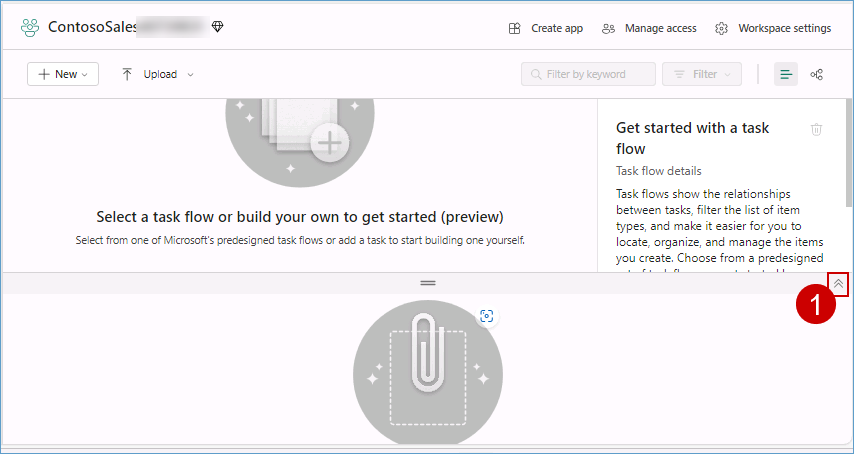 ContosoSales
Create app
Manage access
Workspace settings
New
Upload
Filter by keyword
Filter
Get started with a task
flow
Task flow details
Task flows show the relationships
between tasks, filter the list of item
types, and make it easier for you to
locate, organize, and manage the items
you create. Choose from a predesigned
Select a task flow or build your own to get started (preview)
Select from one of Microsoft's predesigned task flows or add a task to start building one yourself.
1